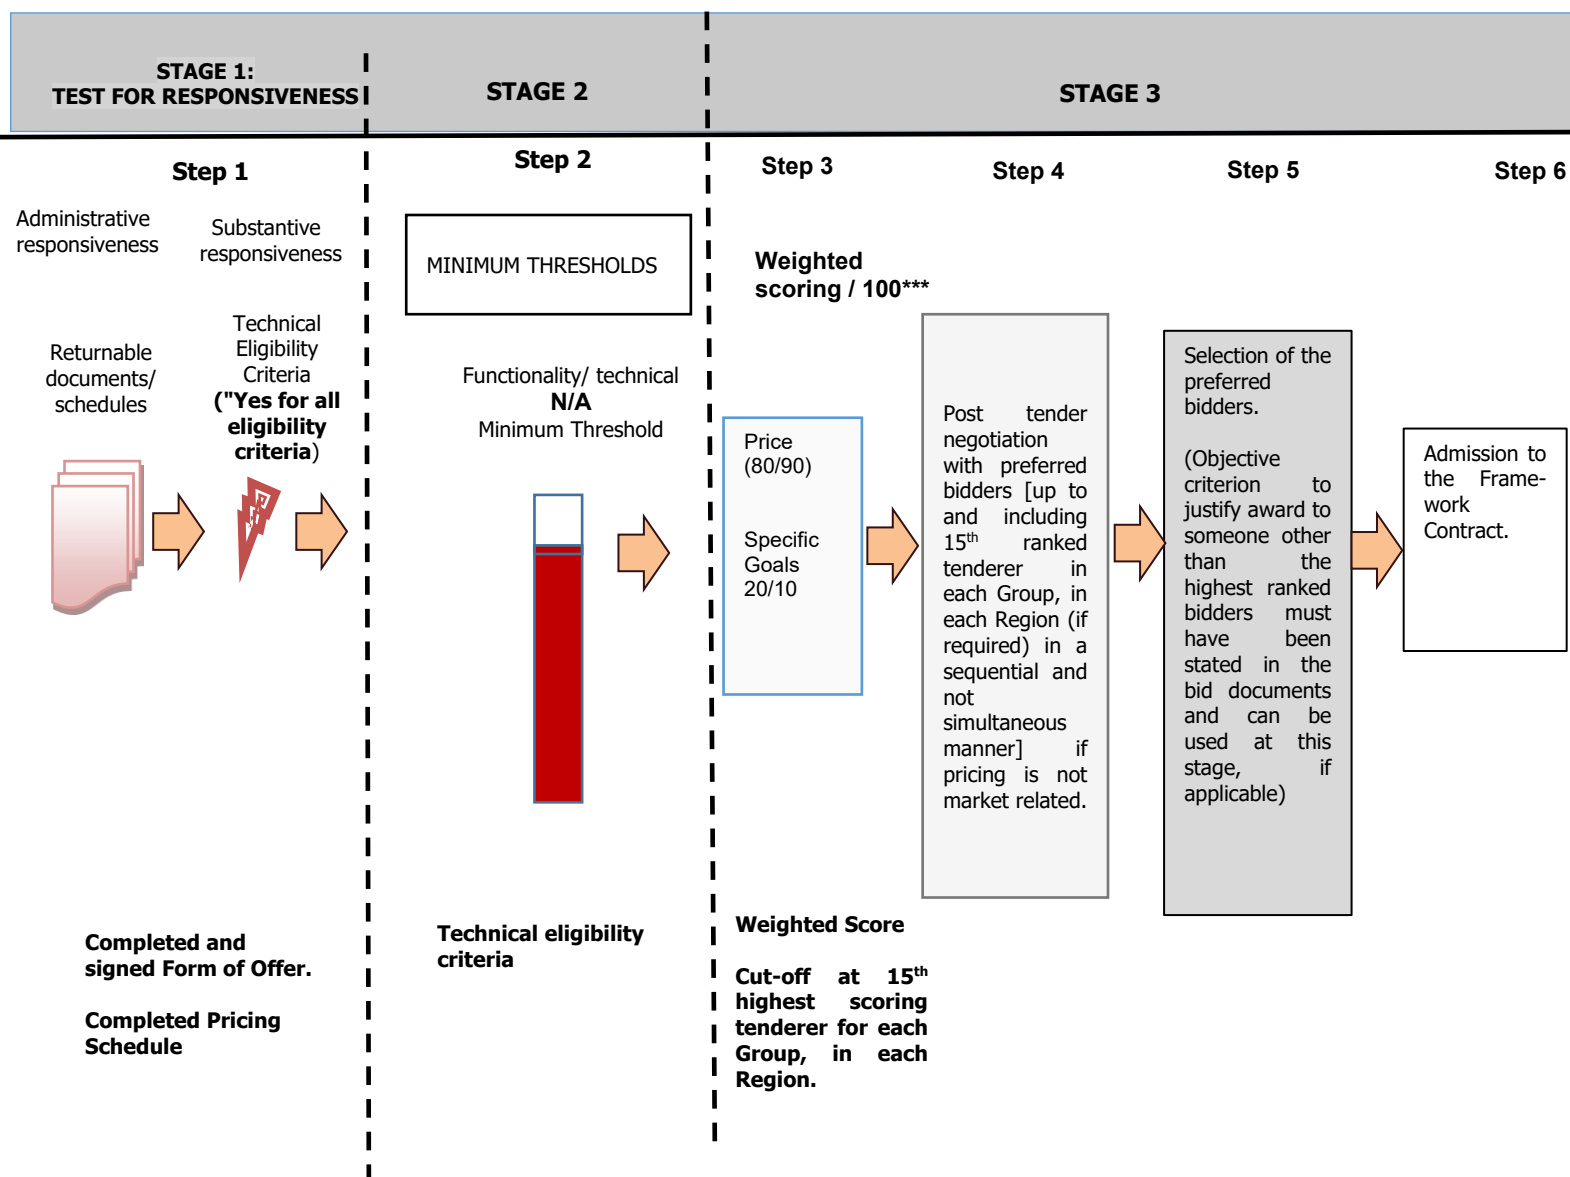 STAGE 1:
TEST FOR RESPONSIVENESS
STAGE 2
STAGE 3
Step 1
Step 2
Step 3
Step 4
Step 5
Step 6
Administrative
responsiveness
Substantive
responsiveness
Returnable
documents/
schedules
Technical
Eligibility
Criteria
("Yes for all
eligibility
criteria)
Completed and
signed Form of Offer.
Completed Pricing
Schedule
MINIMUM THRESHOLDS
Functionality/ technical
N/A
Minimum Threshold
Technical eligibility
criteria
Weighted
scoring / 100***
Price
(80/90)
Specific
Goals
20/10
Weighted Score
Cut-off at 15th
highest scoring
tenderer for each
Group, in each
Region.
Post tender
negotiation
with preferred
bidders [up to
and including
15th ranked
tenderer in
each Group, in
each Region (if
required) in a
sequential and
not
simultaneous
manner] if
pricing is not
market related.
Selection of the
preferred
bidders.
(Objective
criterion to
justify award to
someone other
than the
highest ranked
bidders must
have been
stated in the
bid documents
and can be
used at this
stage, if
applicable)
Admission to
the Frame-
work
Contract.